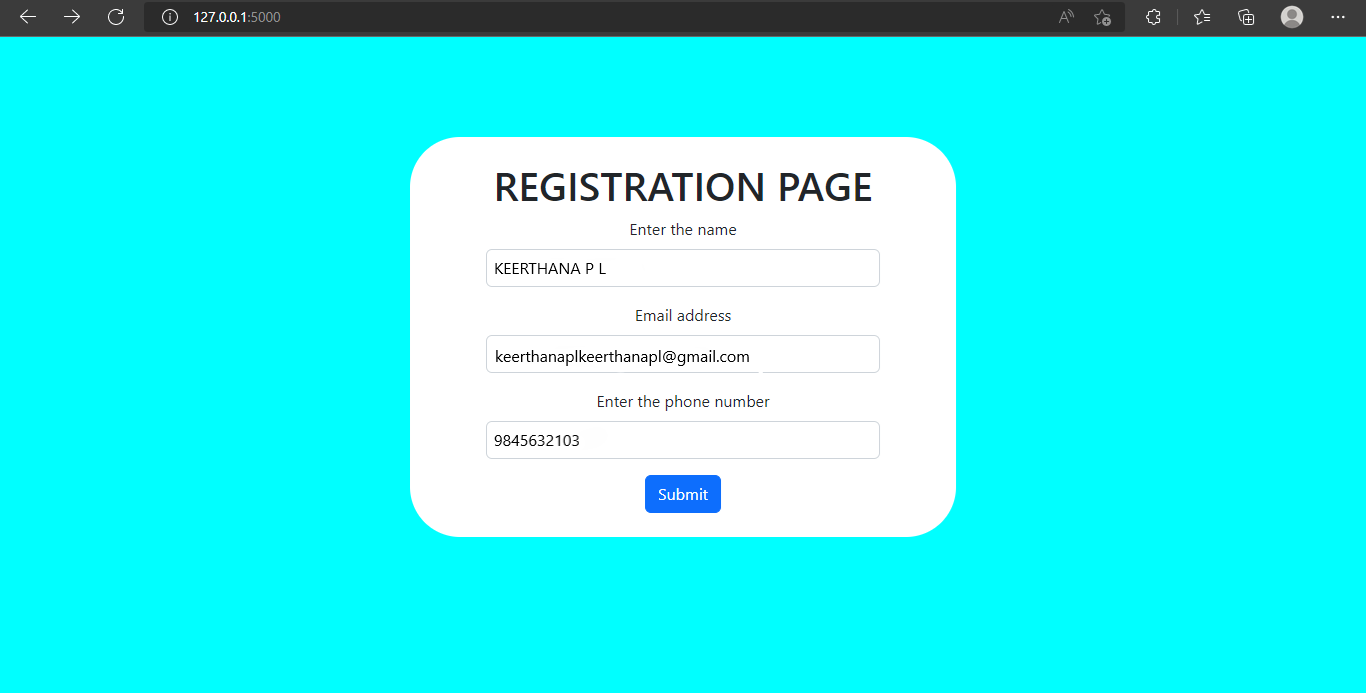 127.0.0.1:5000
REGISTRATION PAGE
Enter the name
KEERTHANA P L
Email address
keerthanaplkeerthanapl@gmail.com
Enter the phone number
9845632103
Submit